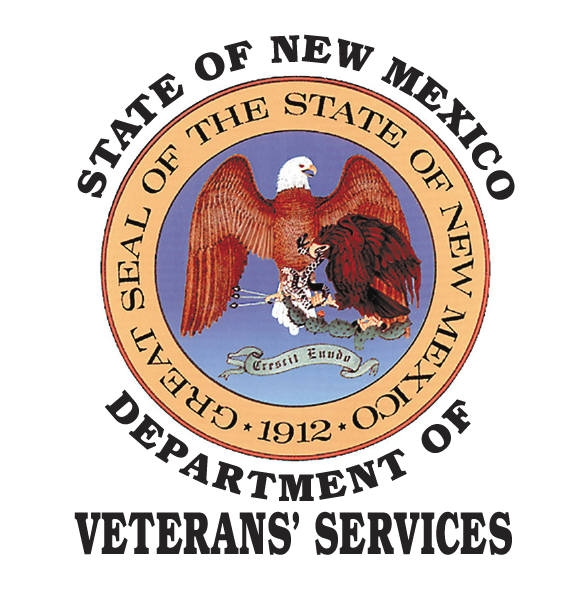 STATE OF NEW MEXICO
GREAT SEAL OF THE STATE OF NEW MEXICO
★ 1912 ★
Crescit Eundo
DEPARTMENT OF
VETERANS' SERVICES